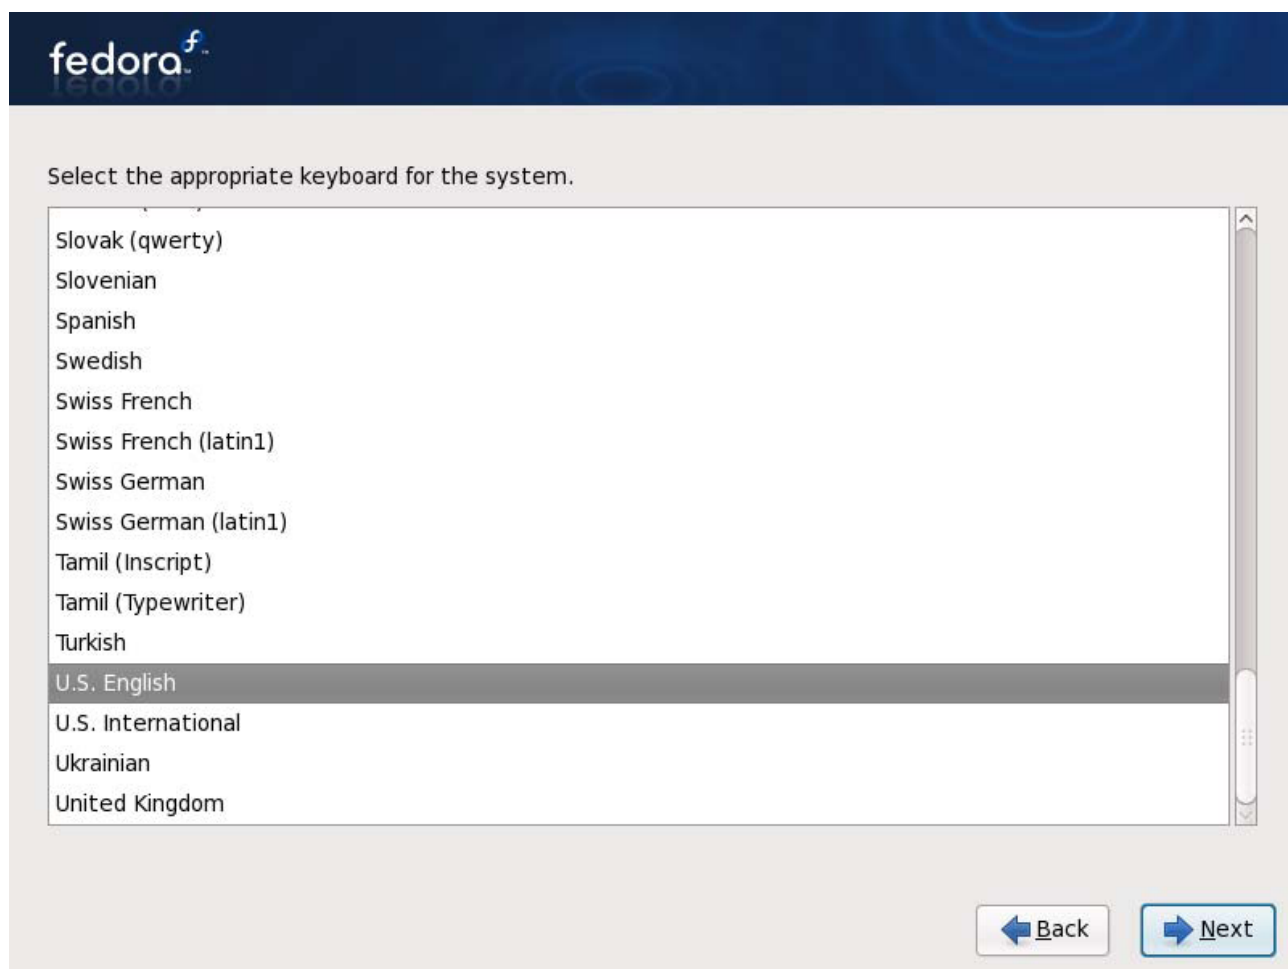 fedora
Select the appropriate keyboard for the system.
Slovak (qwerty)
Slovenian
Spanish
Swedish
Swiss French
Swiss French (latin1)
Swiss German
Swiss German (latin1)
Tamil (Inscript)
Tamil (Typewriter)
Turkish
U.S. English
U.S. International
Ukrainian
United Kingdom
Back
Next